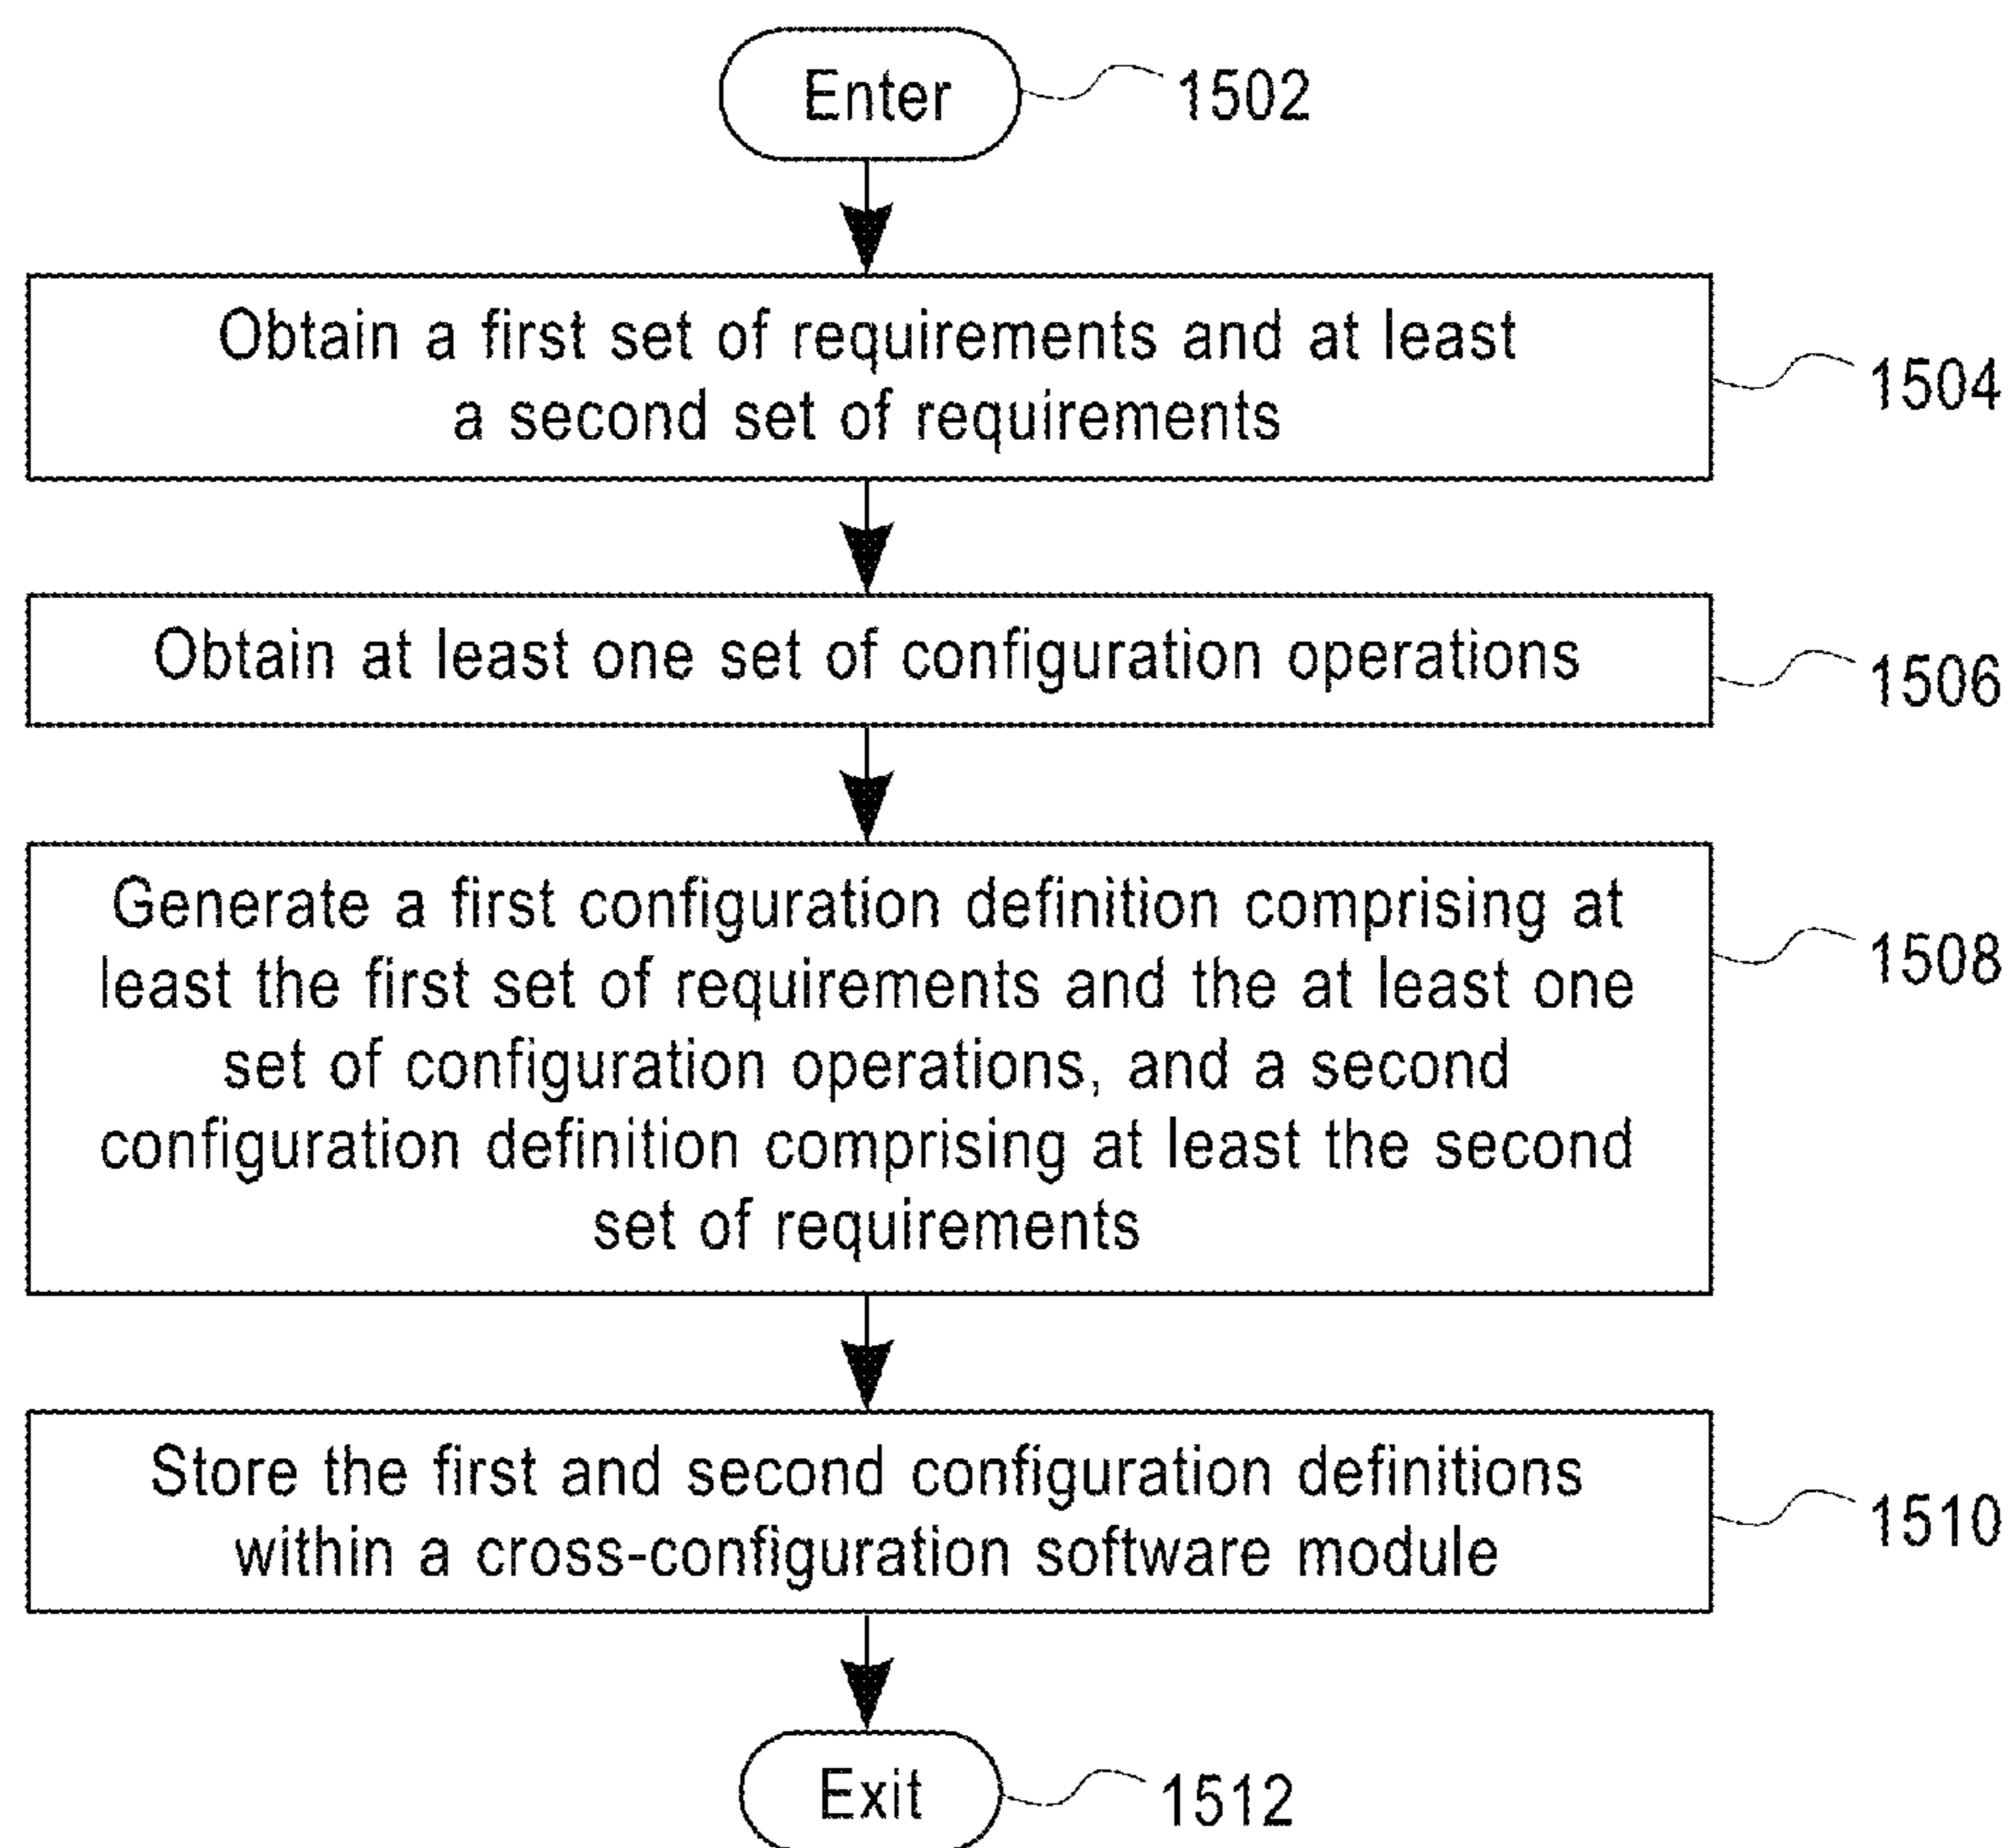 Enter
1502
Obtain a first set of requirements and at least
a second set of requirements
1504
Obtain at least one set of configuration operations
1506
Generate a first configuration definition comprising at
least the first set of requirements and the at least one
set of configuration operations, and a second
configuration definition comprising at least the second
set of requirements
1508
Store the first and second configuration definitions
within a cross-configuration software module
1510
Exit
1512